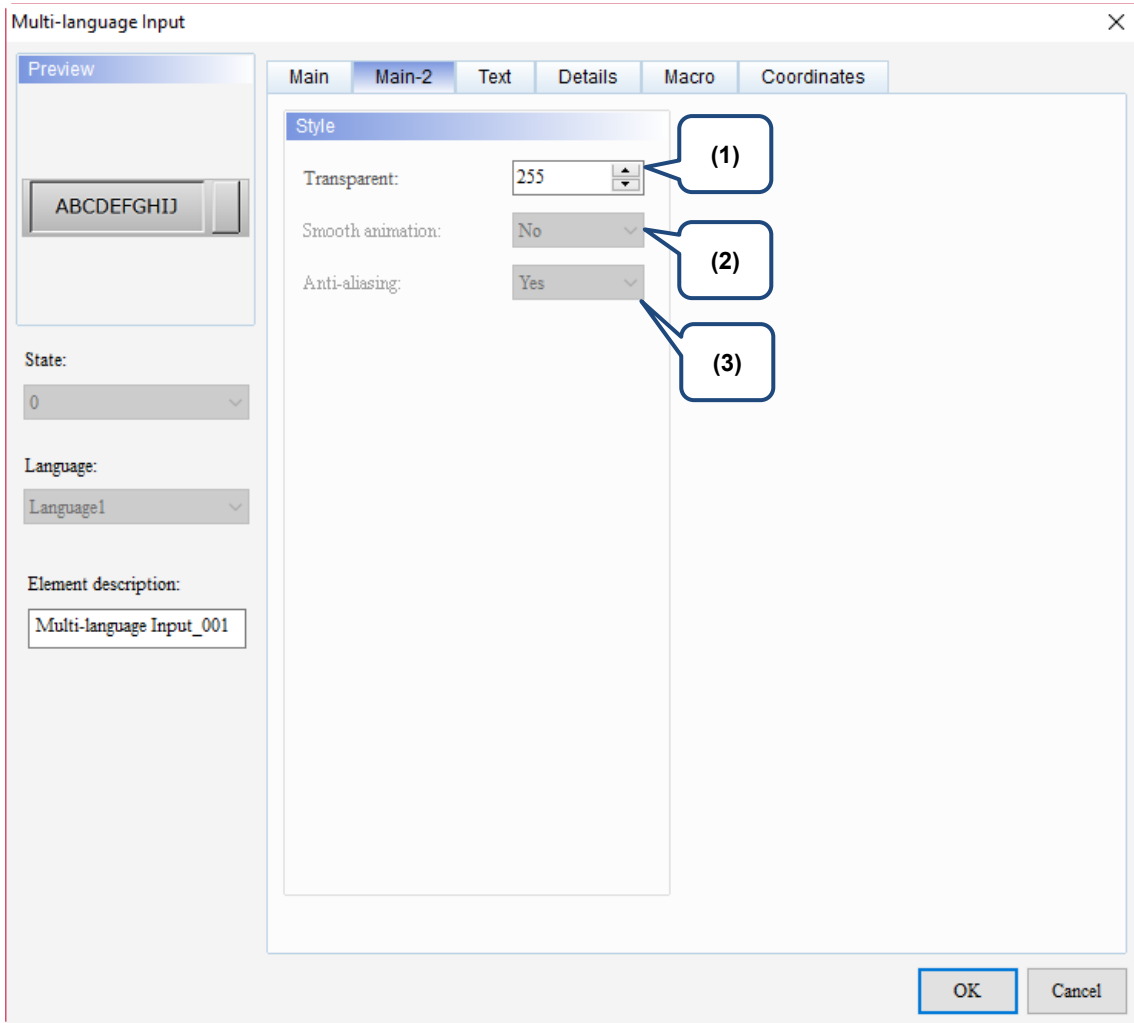 Multi-language Input
Preview
ABCDEFGHIJ
State:
0
Language:
Language1
Element description:
Multi-language Input_001
Main Main-2 Text Details Macro Coordinates
Style
Transparent: 255
(1)
Smooth animation: No
(2)
Anti-aliasing: Yes
(3)
OK Cancel